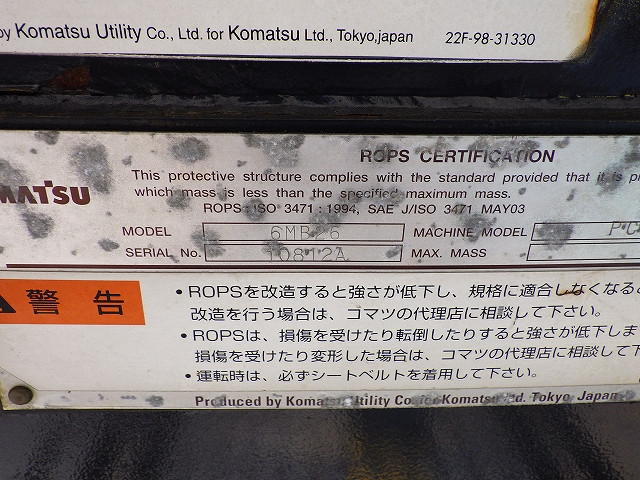 by Komatsu Utility Co., Ltd. for Komatsu Ltd., Tokyo,japan 22F-98-31330
ROPS CERTIFICATION
This protective structure complies with the standard provided that it is
which mass is less than the specified maximum mass.
OMATSU
ROPS : ISO 3471 : 1994, SAE J/ISO 3471 MAY03
MODEL 6MB26 MACHINE MODEL PC
SERIAL No. 10812A MAX. MASS
警告
・ROPSを改造すると強さが低下し、規格に適合しなくなると
改造を行う場合は、コマツの代理店に相談して下さい。
・ROPSは、損傷を受けたり転倒したりすると強さが低下しま
損傷を受けたり変形した場合は、コマツの代理店に相談して下
・運転時は、必ずシートベルトを着用して下さい。
Produced by Komatsu Utility Co. for Komatsu Ltd. Tokyo Japan